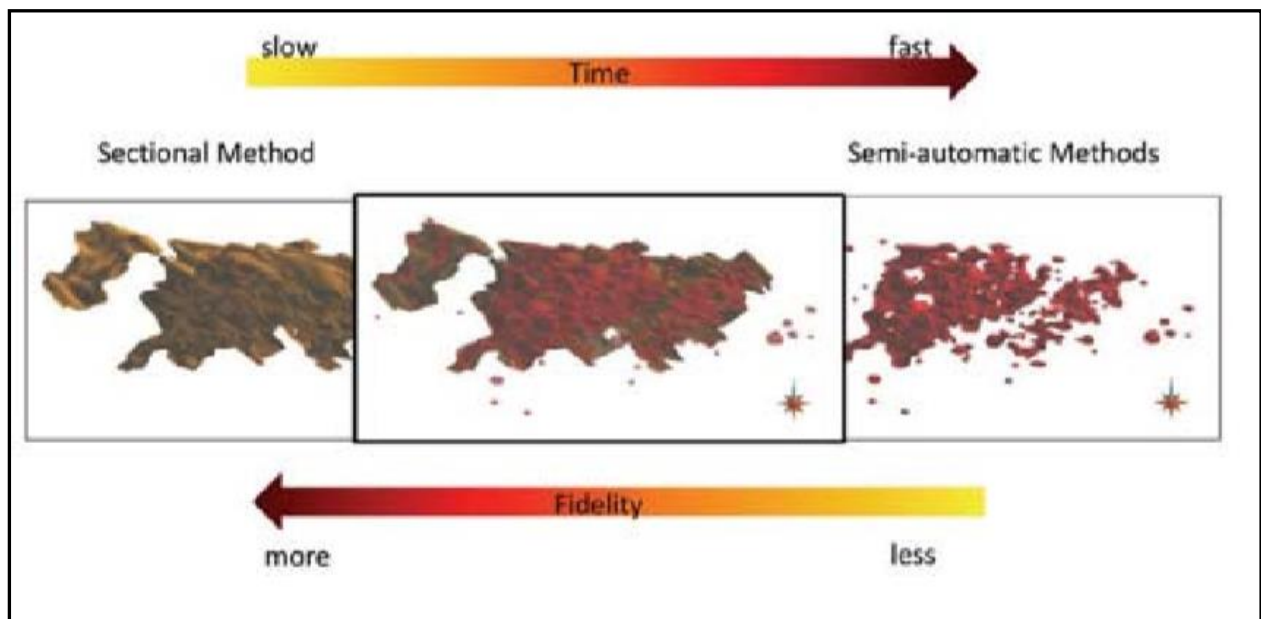 slow
fast
Time
Sectional Method
Semi-automatic Methods
Fidelity
more
less